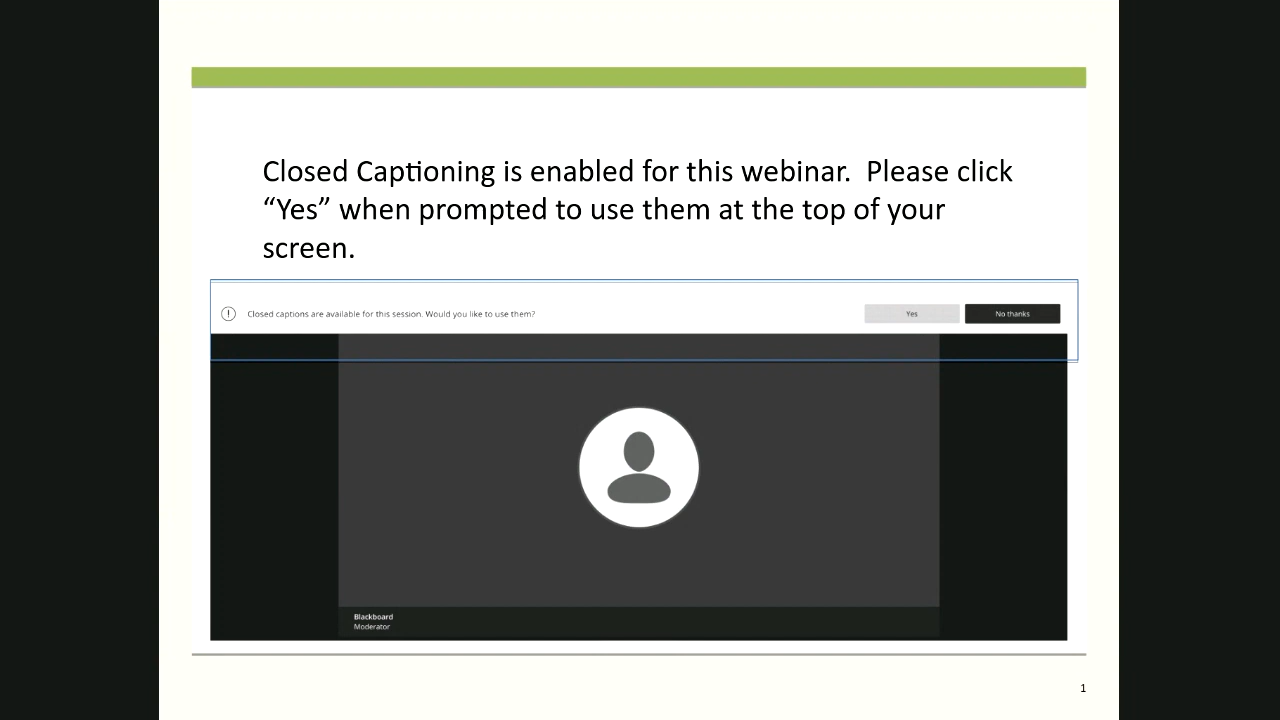 Closed Captioning is enabled for this webinar.  Please click
“Yes” when prompted to use them at the top of your
screen.
Closed captions are available for this session. Would you like to use them?
Yes
No thanks
Blackboard
Moderator
1